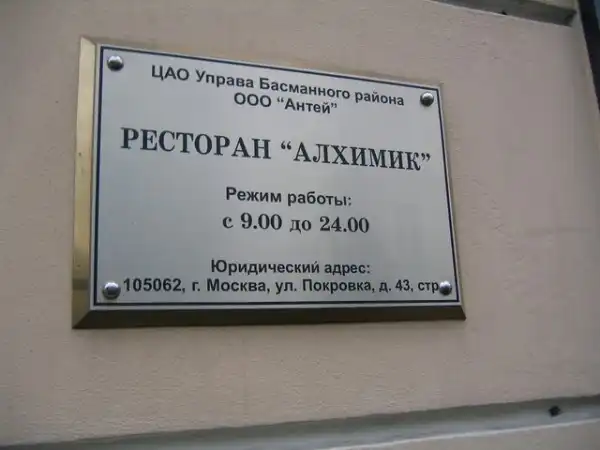 ЦАО Управа Басманного района
ООО "Антей"
РЕСТОРАН "АЛХИМИК"
Режим работы:
с 9.00 до 24.00
Юридический адрес:
105062, г. Москва, ул. Покровка, д. 43, стр.